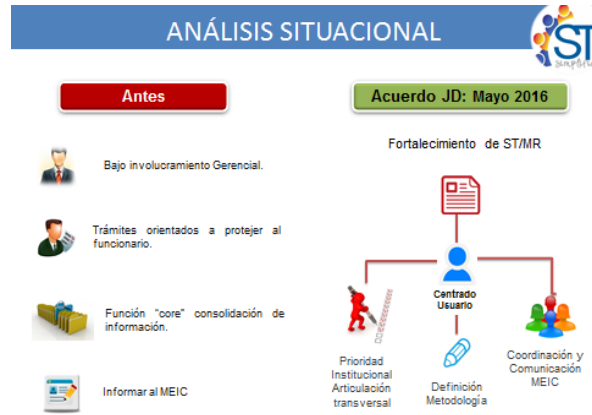 ANÁLISIS SITUACIONAL
ST
Antes
Acuerdo JD: Mayo 2016
Bajo involucramiento Gerencial.
Trámites orientados a protejer al
funcionario.
Función "core" consolidación de
información.
Informar al MEIC
Fortalecimiento de ST/MR
Centrado
Usuario
Prioridad
Institucional
Articulación
transversal
Definición
Metodología
Coordinación y
Comunicación
MEIC